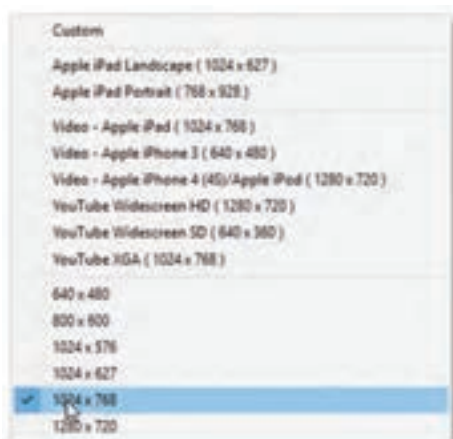 Custom
Apple iPad Landscape ( 1024 x 627 )
Apple iPad Portrait ( 768 x 928 )
Video - Apple iPad ( 1024 x 768 )
Video - Apple iPhone 3 ( 640 x 480 )
Video - Apple iPhone 4 (4S)/Apple iPod ( 1280 x 720 )
YouTube Widescreen HD ( 1280 x 720 )
YouTube Widescreen SD ( 640 x 360 )
YouTube XGA ( 1024 x 768 )
640 x 480
800 x 600
1024 x 576
1024 x 627
1024 x 768
1280 x 720